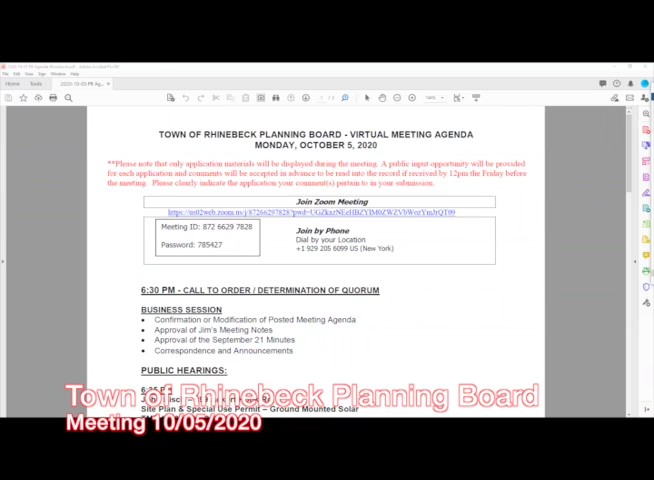 Home Tools
TOWN OF RHINEBECK PLANNING BOARD - VIRTUAL MEETING AGENDA
MONDAY, OCTOBER 5, 2020
**Please note that only application materials will be displayed during the meeting. A public input opportunity will be provided
for each application and comments will be accepted in advance to be read into the record if received by 12pm the Friday before
the meeting. Please clearly indicate the application your comment(s) pertain to in your submission.
Join Zoom Meeting
Meeting ID: 872 6629 7828
Password: 785427
Join by Phone
Dial by your Location
+1 929 205 6099 US (New York)
6:30 PM - CALL TO ORDER / DETERMINATION OF QUORUM
BUSINESS SESSION
• Confirmation or Modification of Posted Meeting Agenda
• Approval of Jim's Meeting Notes
• Approval of the September 21 Minutes
• Correspondence and Announcements
PUBLIC HEARINGS:
Town of Rhinebeck Planning Board
Site Plan & Special Use Permit – Ground Mounted Solar
Meeting 10/05/2020